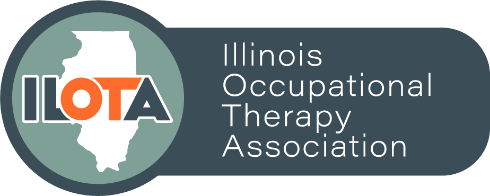 ILOTA
Illinois
Occupational
Therapy
Association